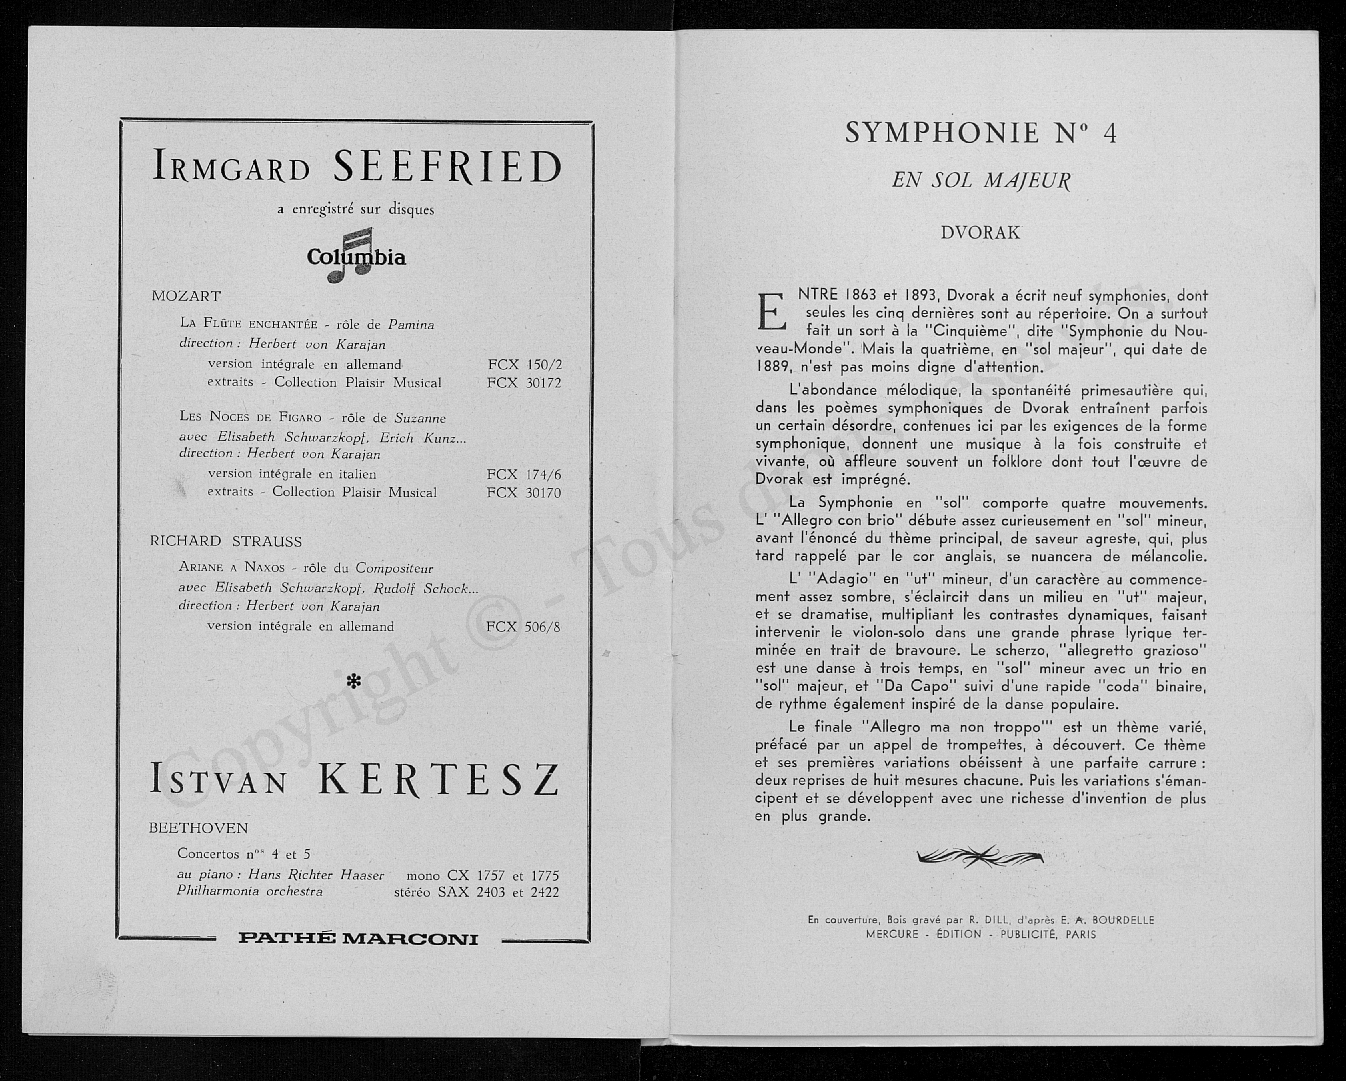 IRMGARD SEEFRIED
a enregistré sur disques
Columbia
MOZART
LA FLÛTE ENCHANTÉE - rôle de Pamina
direction : Herbert von Karajan
version intégrale en allemand FCX 150/2
extraits - Collection Plaisir Musical FCX 30172
LES NOCES DE FIGARO - rôle de Suzanne
avec Elisabeth Schwarzkopf, Erich Kunz...
direction : Herbert von Karajan
version intégrale en italien FCX 174/6
extraits - Collection Plaisir Musical FCX 30170
RICHARD STRAUSS
ARIANE A NAXOS - rôle du Compositeur
avec Elisabeth Schwarzkopf, Rudolf Schock...
direction : Herbert von Karajan
version intégrale en allemand FCX 506/8
ISTVAN KERTESZ
BEETHOVEN
Concertos nos 4 et 5
au piano : Hans Richter Haaser mono CX 1757 et 1775
Philharmonia orchestra stéréo SAX 2403 et 2422
PATHÉ MARCONI
SYMPHONIE No 4
EN SOL MAJEUR
DVORAK
ENTRE 1863 et 1893, Dvorak a écrit neuf symphonies, dont
seules les cinq dernières sont au répertoire. On a surtout
fait un sort à la "Cinquième", dite "Symphonie du Nou-
veau-Monde". Mais la quatrième, en "sol majeur", qui date de
1889, n'est pas moins digne d'attention.
L'abondance mélodique, la spontanéité primesautière qui,
dans les poèmes symphoniques de Dvorak entraînent parfois
un certain désordre, contenues ici par les exigences de la forme
symphonique, donnent une musique à la fois construite et
vivante, où affleure souvent un folklore dont tout l'œuvre de
Dvorak est imprégné.
La Symphonie en "sol" comporte quatre mouvements.
L' "Allegro con brio" débute assez curieusement en "sol" mineur,
avant l'énoncé du thème principal, de saveur agreste, qui, plus
tard rappelé par le cor anglais, se nuancera de mélancolie.
L' "Adagio" en "ut" mineur, d'un caractère au commence-
ment assez sombre, s'éclaircit dans un milieu en "ut" majeur,
et se dramatise, multipliant les contrastes dynamiques, faisant
intervenir le violon-solo dans une grande phrase lyrique ter-
minée en trait de bravoure. Le scherzo, "allegretto grazioso"
est une danse à trois temps, en "sol" mineur avec un trio en
"sol" majeur, et "Da Capo" suivi d'une rapide "coda" binaire,
de rythme également inspiré de la danse populaire.
Le finale "Allegro ma non troppo'" est un thème varié,
préfacé par un appel de trompettes, à découvert. Ce thème
et ses premières variations obéissent à une parfaite carrure :
deux reprises de huit mesures chacune. Puis les variations s'éman-
cipent et se développent avec une richesse d'invention de plus
en plus grande.
En couverture, Bois gravé par R. DILL, d'après E. A. BOURDELLE
MERCURE - ÉDITION - PUBLICITÉ, PARIS
Copyright © - Tous droits réservés